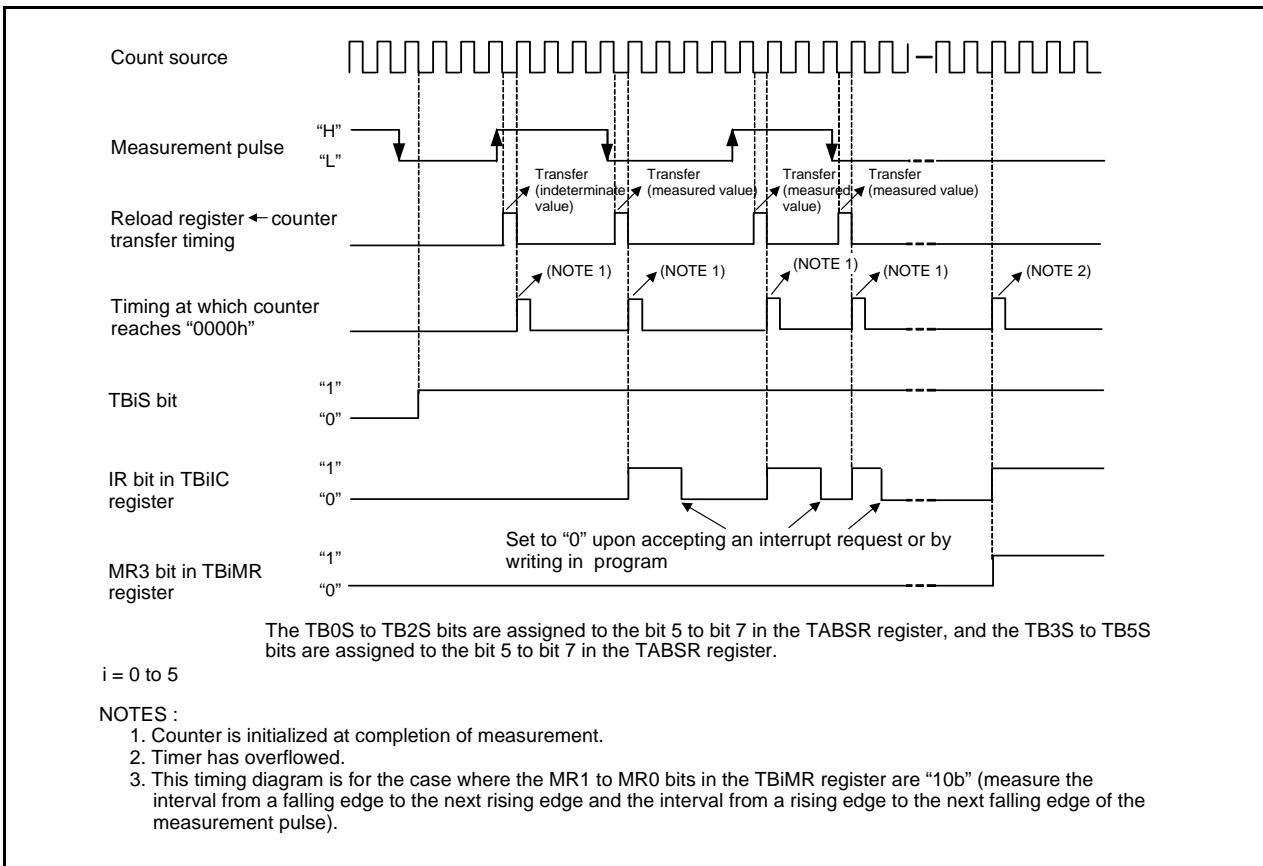 Count source
Measurement pulse
“H”
“L”
Transfer
(indeterminate
value)
Transfer
(measured value)
Transfer
(measured
value)
Transfer
(measured value)
Reload register ← counter
transfer timing
(NOTE 1)
(NOTE 1)
(NOTE 1)
(NOTE 1)
(NOTE 2)
Timing at which counter
reaches “0000h”
TBiS bit
“1”
“0”
IR bit in TBiIC
register
“1”
“0”
Set to “0” upon accepting an interrupt request or by
writing in program
MR3 bit in TBiMR
register
“1”
“0”
The TB0S to TB2S bits are assigned to the bit 5 to bit 7 in the TABSR register, and the TB3S to TB5S
bits are assigned to the bit 5 to bit 7 in the TABSR register.
i = 0 to 5
NOTES :
1. Counter is initialized at completion of measurement.
2. Timer has overflowed.
3. This timing diagram is for the case where the MR1 to MR0 bits in the TBiMR register are “10b” (measure the
interval from a falling edge to the next rising edge and the interval from a rising edge to the next falling edge of the
measurement pulse).